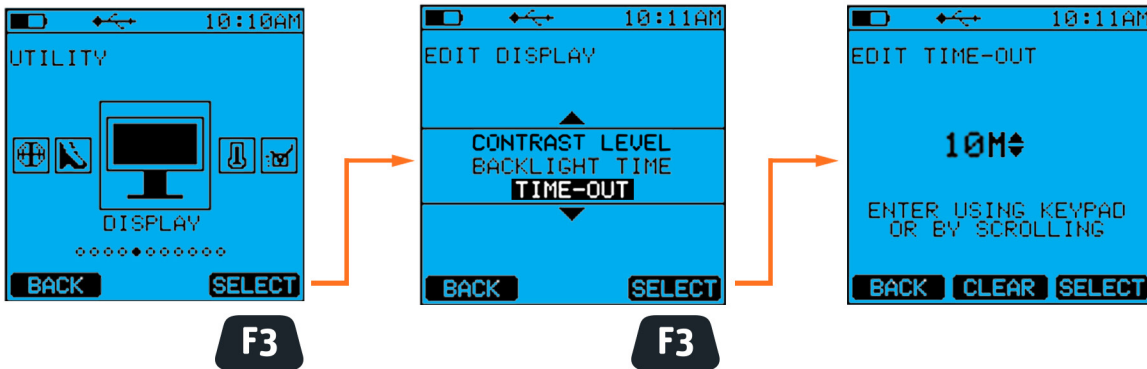 10:10AM
UTILITY
DISPLAY
BACK SELECT
F3
10:11AM
EDIT DISPLAY
CONTRAST LEVEL
BACKLIGHT TIME
TIME-OUT
BACK SELECT
F3
10:11AM
EDIT TIME-OUT
10M
ENTER USING KEYPAD
OR BY SCROLLING
BACK CLEAR SELECT